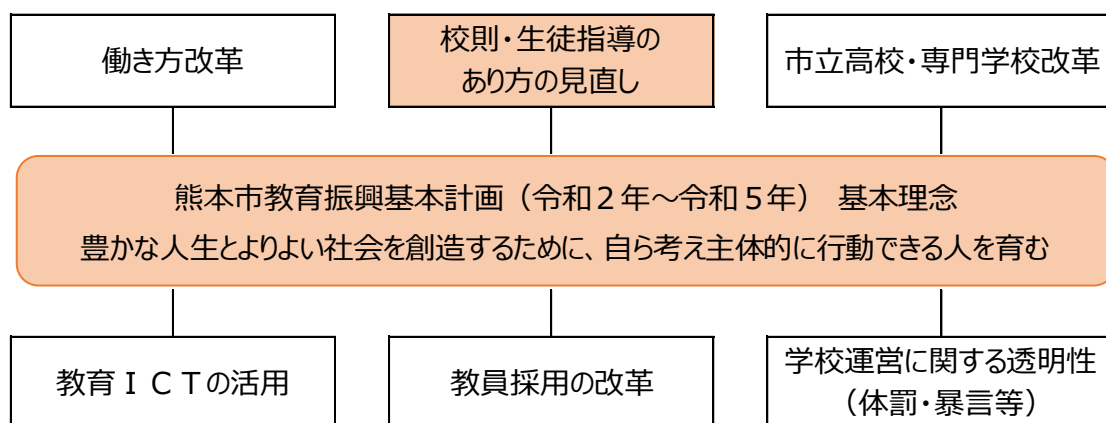 働き方改革
校則・生徒指導の
あり方の見直し
市立高校・専門学校改革
熊本市教育振興基本計画（令和２年～令和５年）　基本理念
豊かな人生とよりよい社会を創造するために、自ら考え主体的に行動できる人を育む
教育ＩＣＴの活用
教員採用の改革
学校運営に関する透明性
（体罰・暴言等）